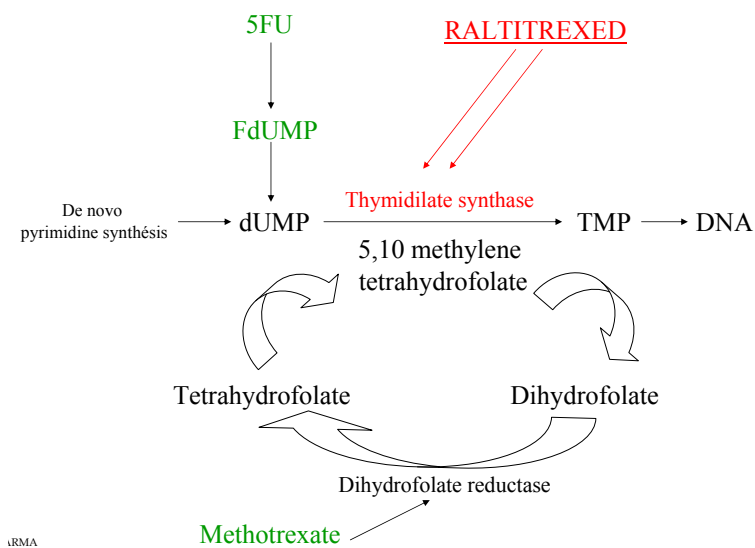 5FU
RALTITREXED
FdUMP
Thymidilate synthase
De novo
pyrimidine synthésis
dUMP
TMP
DNA
5,10 methylene
tetrahydrofolate
Tetrahydrofolate
Dihydrofolate
Dihydrofolate reductase
Methotrexate
ARMA